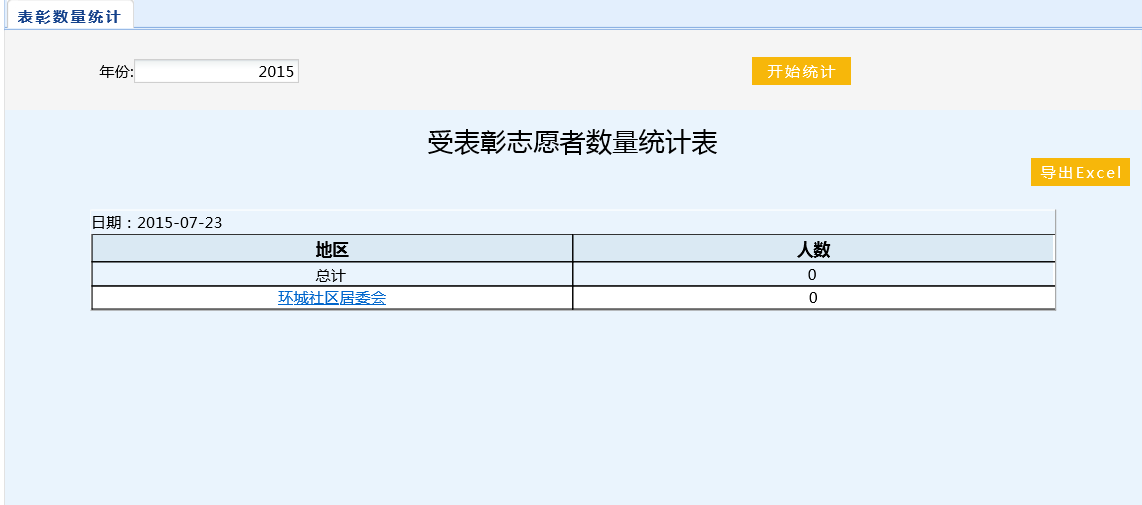 表彰数量统计
年份: 2015 开始统计
受表彰志愿者数量统计表
导出Excel
日期：2015-07-23
地区 人数
总计 0
环城社区居委会 0